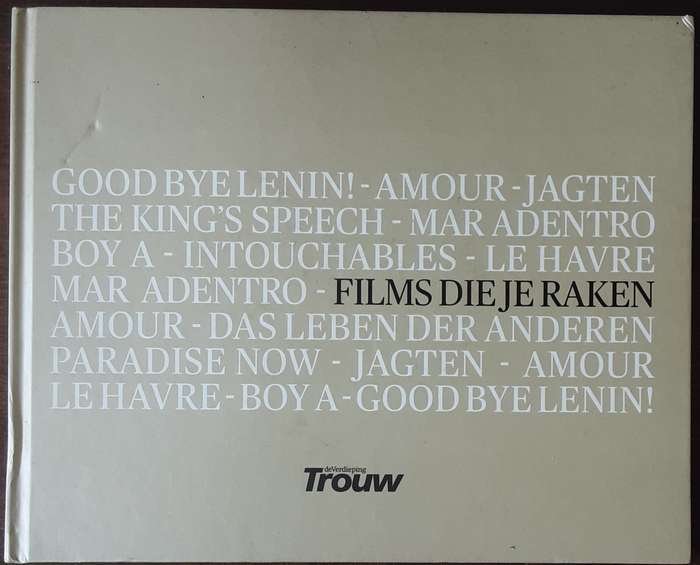 GOOD BYE LENIN! - AMOUR - JAGTEN
THE KING'S SPEECH - MAR ADENTRO
BOY A - INTOUCHABLES - LE HAVRE
MAR ADENTRO - FILMS DIE JE RAKEN
AMOUR - DAS LEBEN DER ANDEREN
PARADISE NOW - JAGTEN - AMOUR
LE HAVRE - BOY A - GOOD BYE LENIN!
deVerdieping
Trouw